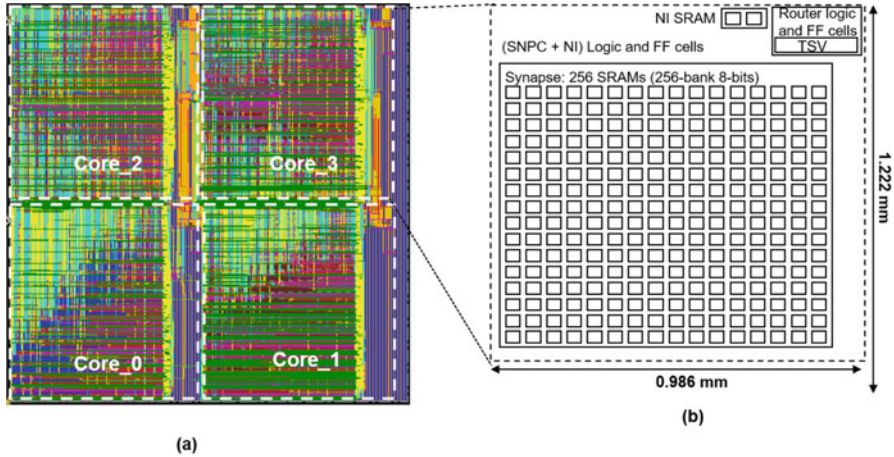 Core_2
Core_3
Core_0
Core_1
(a)
NI SRAM
Router logic
and FF cells
TSV
(SNPC + NI) Logic and FF cells
Synapse: 256 SRAMs (256-bank 8-bits)
1.222 mm
0.986 mm
(b)